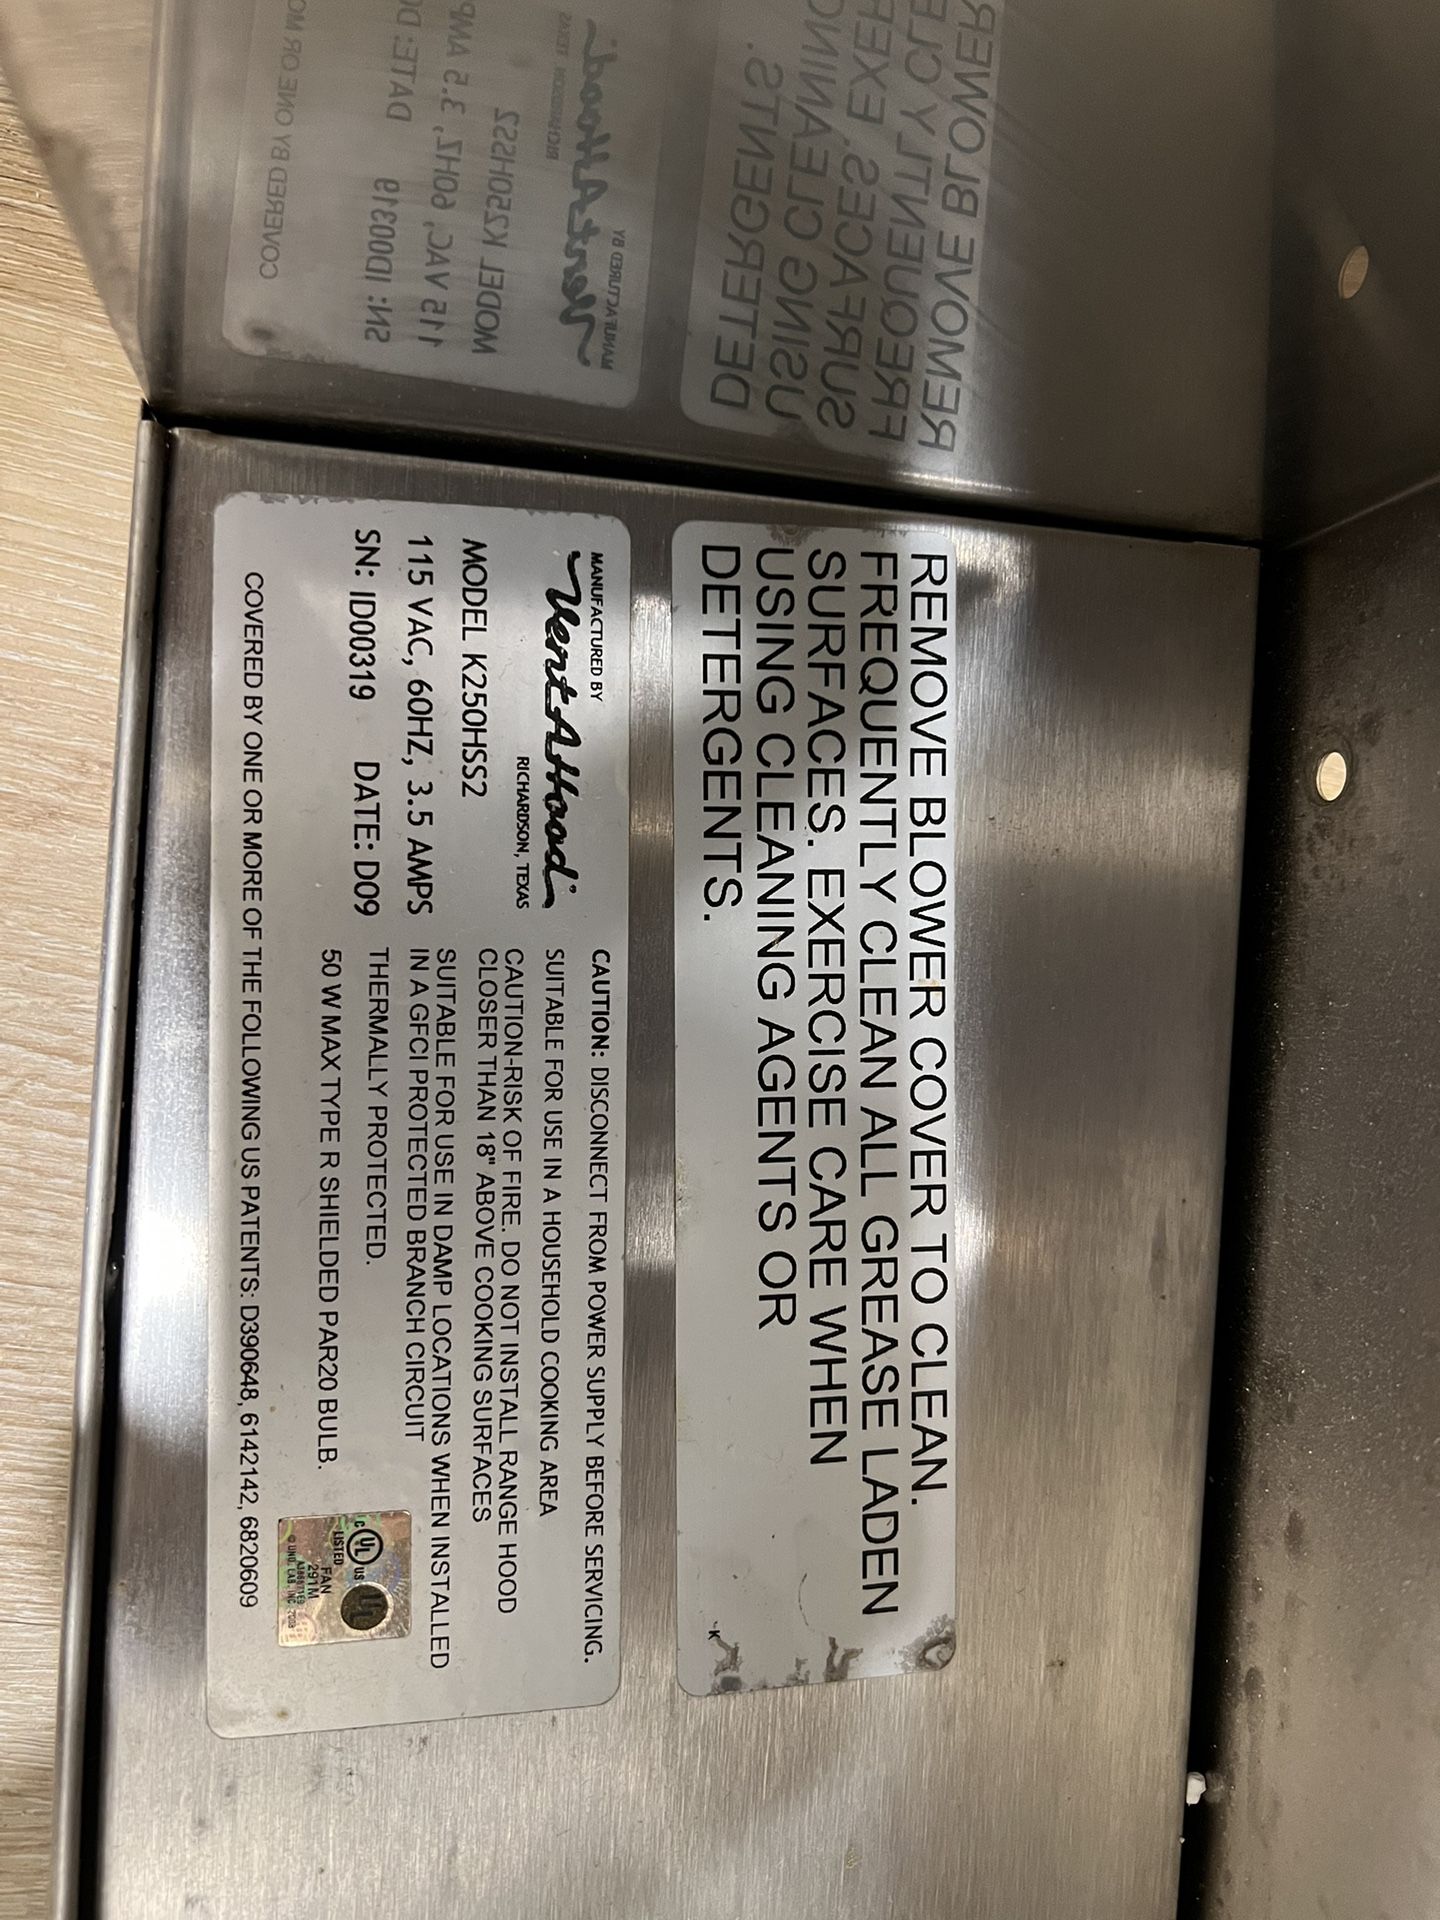 REMOVE BLOWER COVER TO CLEAN.
FREQUENTLY CLEAN ALL GREASE LADEN
SURFACES. EXERCISE CARE WHEN
USING CLEANING AGENTS OR
DETERGENTS.
"K
MANUFACTURED BY
Vent-A-Hood
RICHARDSON, TEXAS
MODEL K250HSS2
115 VAC, 60HZ, 3.5 AMPS
SN: ID00319 DATE: D09
CAUTION: DISCONNECT FROM POWER SUPPLY BEFORE SERVICING.
SUITABLE FOR USE IN A HOUSEHOLD COOKING AREA
CAUTION-RISK OF FIRE. DO NOT INSTALL RANGE HOOD
CLOSER THAN 18" ABOVE COOKING SURFACES
SUITABLE FOR USE IN DAMP LOCATIONS WHEN INSTALLED
IN A GFCI PROTECTED BRANCH CIRCUIT
THERMALLY PROTECTED.
50 W MAX TYPE R SHIELDED PAR20 BULB.
C UL US UL
LISTED
FAN
291M
COVERED BY ONE OR MORE OF THE FOLLOWING US PATENTS: D390648, 6142142, 6820609